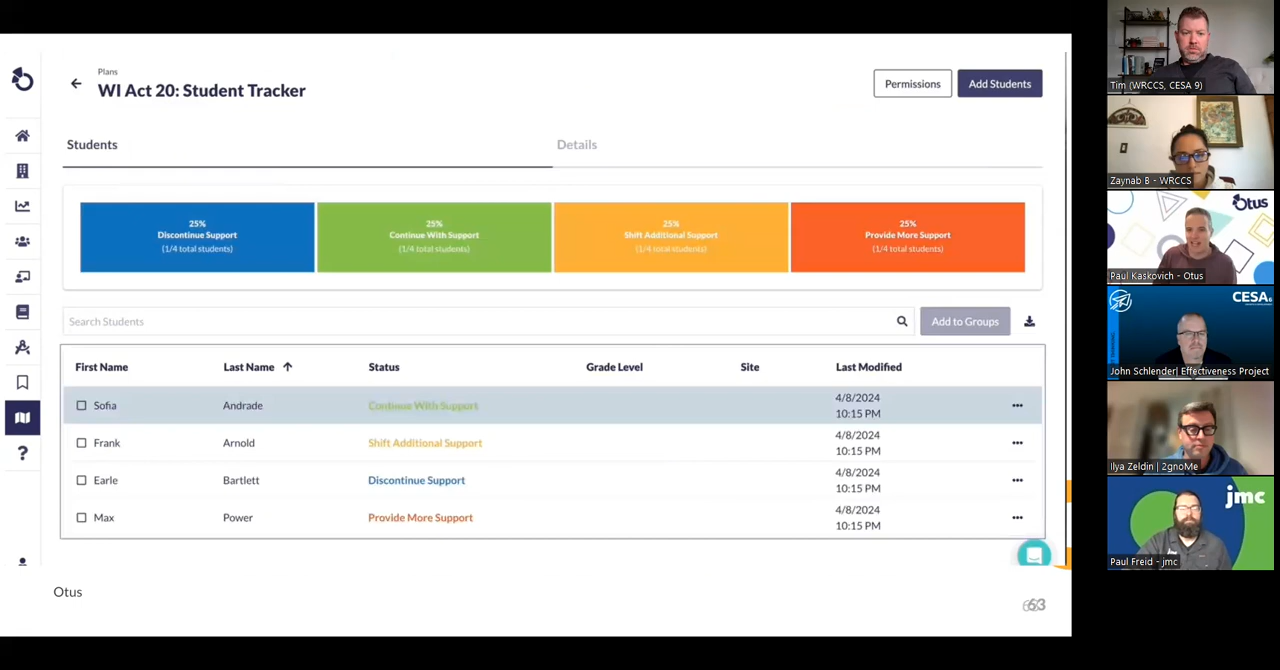 Plans
WI Act 20: Student Tracker
Permissions
Add Students
Students
Details
25%
Discontinue Support
(1/4 total students)
25%
Continue With Support
(1/4 total students)
25%
Shift Additional Support
(1/4 total students)
25%
Provide More Support
(1/4 total students)
Search Students
Add to Groups
First Name Last Name Status Grade Level Site Last Modified
Sofia Andrade Continue With Support 4/8/2024 10:15 PM
Frank Arnold Shift Additional Support 4/8/2024 10:15 PM
Earle Bartlett Discontinue Support 4/8/2024 10:15 PM
Max Power Provide More Support 4/8/2024 10:15 PM
Otus
Tim (WRCCS, CESA 9)
Zaynab B - WRCCS
Otus
Paul Kaskovich - Otus
CESA6
John Schlender| Effectiveness Project
Ilya Zeldin | 2gnoMe
jmc
Paul Freid - jmc